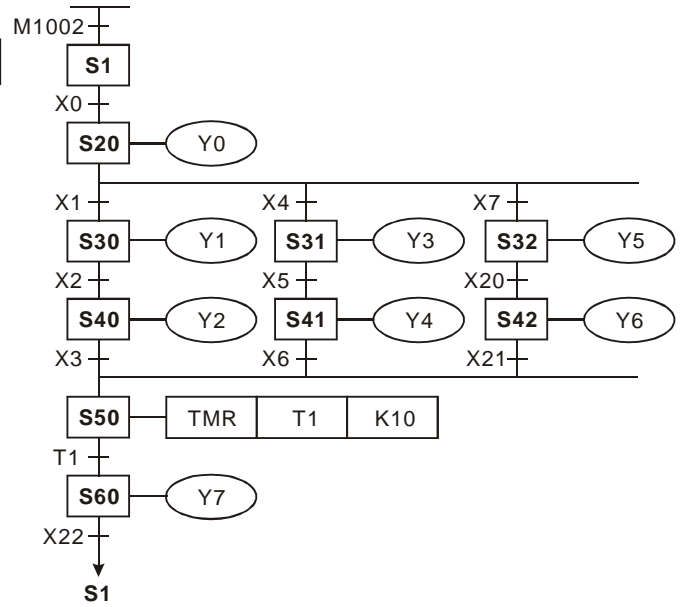 M1002
S1
X0
S20 Y0
X1 X4 X7
S30 Y1 S31 Y3 S32 Y5
X2 X5 X20
S40 Y2 S41 Y4 S42 Y6
X3 X6 X21
S50 TMR T1 K10
T1
S60 Y7
X22
S1